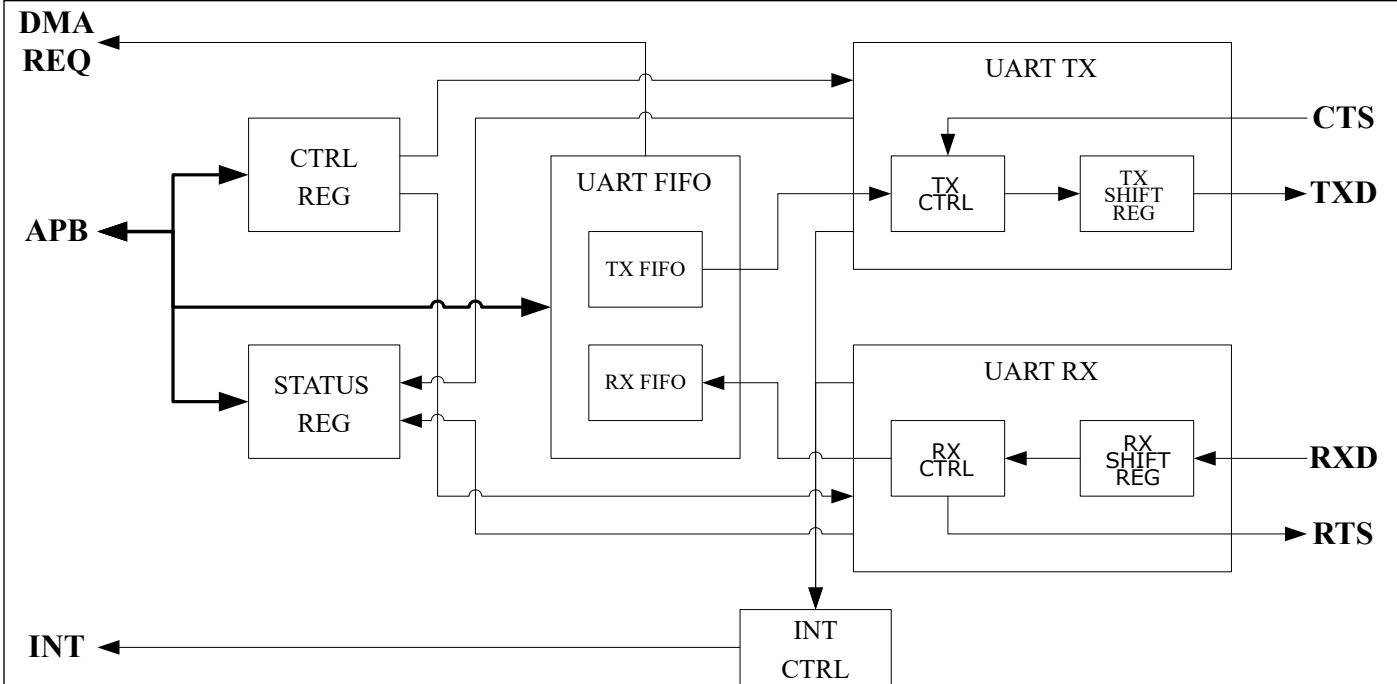 DMA
REQ
UART TX
CTS
CTRL
REG
UART FIFO
TX
CTRL
TX
SHIFT
REG
TXD
APB
TX FIFO
STATUS
REG
RX FIFO
UART RX
RX
CTRL
RX
SHIFT
REG
RXD
RTS
INT
CTRL
INT